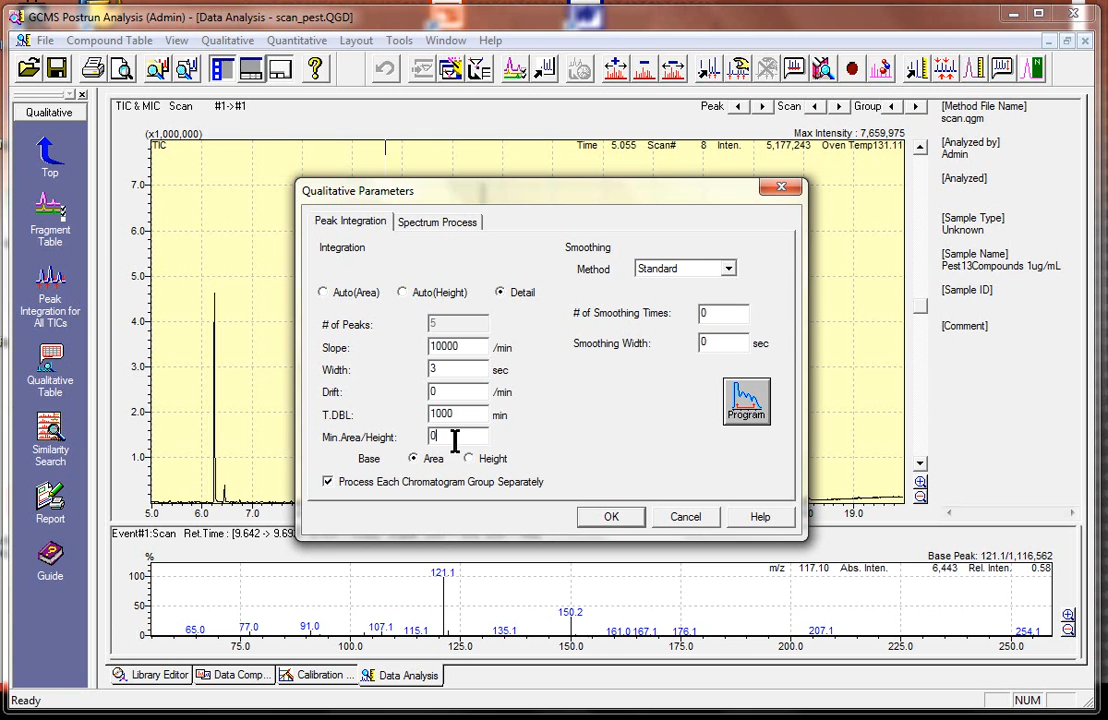 GCMS Postrun Analysis (Admin) - [Data Analysis - scan_pest.QGD]
File Compound Table View Qualitative Quantitative Layout Tools Window Help
Qualitative
Top
Fragment
Table
Peak
Integration for
All TICs
Qualitative
Table
Similarity
Search
Report
Guide
TIC & MIC Scan #1->#1
Peak Scan Group
(x1,000,000)
Max Intensity : 7,659,975
TIC
Time 5.055 Scan# 8 Inten. 5,177,243 Oven Temp131.11
7.0
6.0
5.0
4.0
3.0
2.0
1.0
5.0 6.0 7.0 19.0
[Method File Name]
scan.qgm
[Analyzed by]
Admin
[Analyzed]
[Sample Type]
Unknown
[Sample Name]
Pest13Compounds 1ug/mL
[Sample ID]
[Comment]
Qualitative Parameters
Peak Integration Spectrum Process
Integration
Auto(Area) Auto(Height) Detail
# of Peaks: 5
Slope: 10000 /min
Width: 3 sec
Drift: 0 /min
T.DBL: 1000 min
Min.Area/Height: 0
Base Area Height
Process Each Chromatogram Group Separately
Smoothing
Method Standard
# of Smoothing Times: 0
Smoothing Width: 0 sec
Program
OK Cancel Help
Event#1:Scan Ret.Time : [9.642 ->
Base Peak: 121.1/1,116,562
%
m/z 117.10 Abs. Inten. 6,443 Rel. Inten. 0.58
100
50
0
121.1
150.2
65.0 77.0 91.0 107.1 115.1 135.1 161.0 167.1 176.1 207.1 254.1
75.0 100.0 125.0 150.0 175.0 200.0 225.0 250.0
Library Editor Data Comp... Calibration ... Data Analysis
Ready
NUM